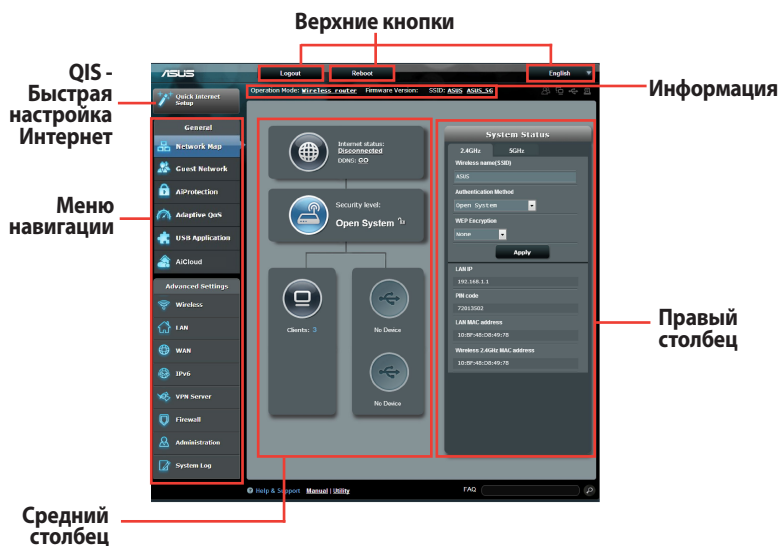 Верхние кнопки
QIS -
Быстрая
настройка
Интернет
Информация
Меню
навигации
Правый
столбец
Средний
столбец
ASUS
Logout
Reboot
English
Quick Internet
Setup
Operation Mode: Wireless router Firmware Version: SSID: ASUS ASUS_5G
General
Network Map
Guest Network
AiProtection
Adaptive QoS
USB Application
AiCloud
Advanced Settings
Wireless
LAN
WAN
IPv6
VPN Server
Firewall
Administration
System Log
Internet status:
Disconnected
DDNS: GO
Security level:
Open System
Clients: 3
No Device
No Device
System Status
2.4GHz 5GHz
Wireless name(SSID)
ASUS
Authentication Method
Open System
WEP Encryption
None
Apply
LAN IP
192.168.1.1
PIN code
72013503
LAN MAC address
10:BF:48:D8:49:78
Wireless 2.4GHz MAC address
10:BF:48:D8:49:78
Help & Support Manual | Utility
FAQ